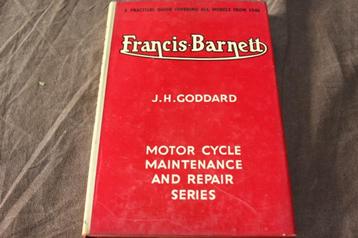 A PRACTICAL GUIDE COVERING ALL MODELS FROM 1946
Francis-Barnett
J.H.GODDARD
MOTOR CYCLE
MAINTENANCE
AND REPAIR
SERIES